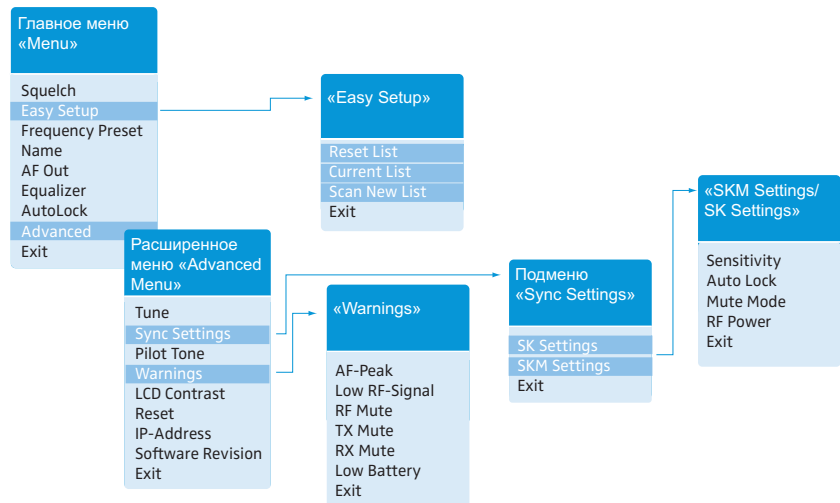 Главное меню
«Menu»
Squelch
Easy Setup
Frequency Preset
Name
AF Out
Equalizer
AutoLock
Advanced
Exit
«Easy Setup»
Reset List
Current List
Scan New List
Exit
Расширенное
меню «Advanced
Menu»
Tune
Sync Settings
Pilot Tone
Warnings
LCD Contrast
Reset
IP-Address
Software Revision
Exit
«Warnings»
AF-Peak
Low RF-Signal
RF Mute
TX Mute
RX Mute
Low Battery
Exit
Подменю
«Sync Settings»
SK Settings
SKM Settings
Exit
«SKM Settings/
SK Settings»
Sensitivity
Auto Lock
Mute Mode
RF Power
Exit